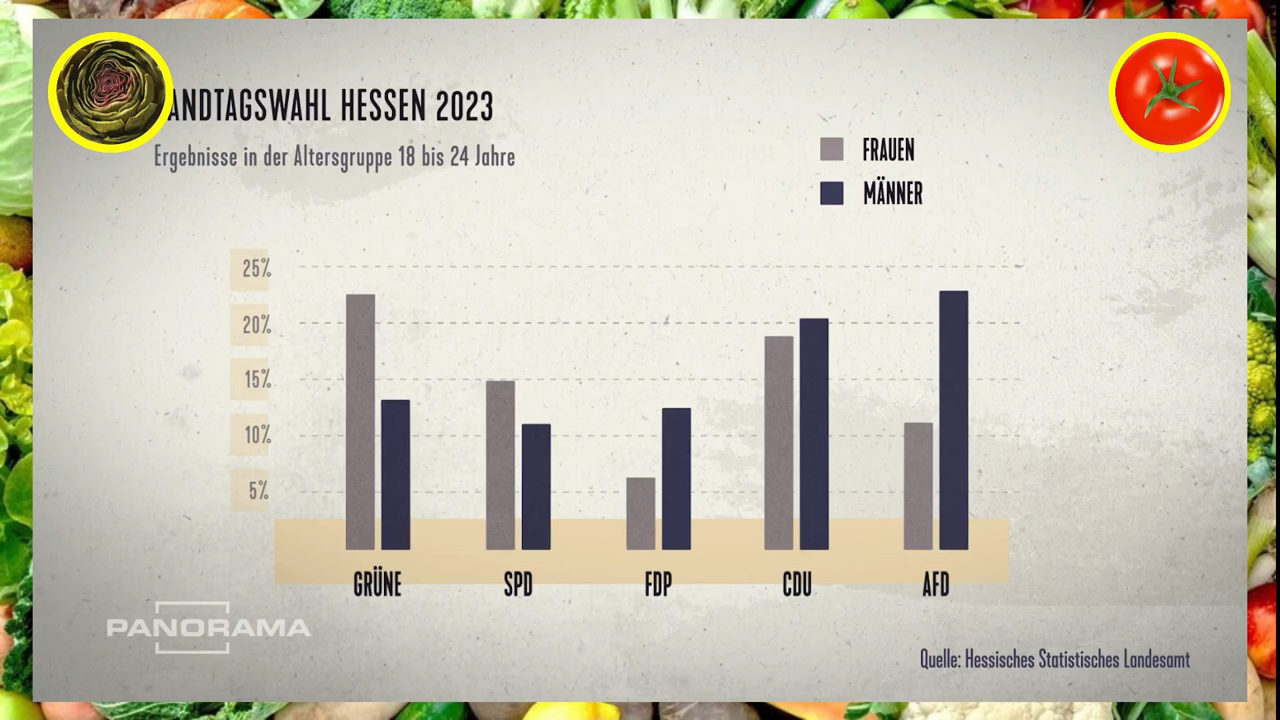 ANDTAGSWAHL HESSEN 2023
Ergebnisse in der Altersgruppe 18 bis 24 Jahre
FRAUEN
MÄNNER
25%
20%
15%
10%
5%
GRÜNE SPD FDP CDU AFD
PANORAMA
Quelle: Hessisches Statistisches Landesamt